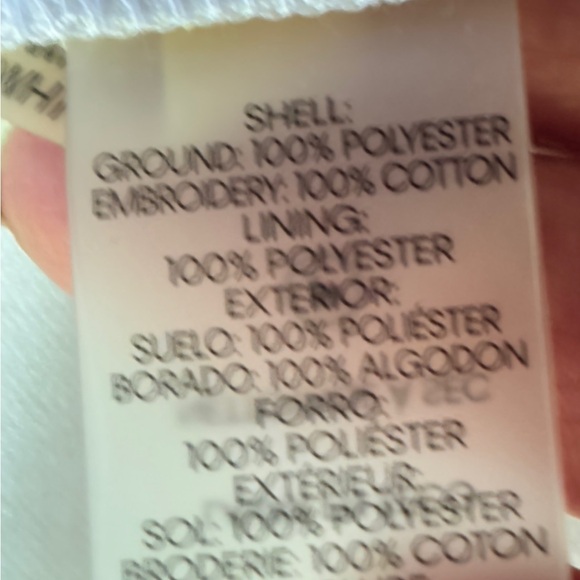 SHELL:
GROUND: 100% POLYESTER
EMBROIDERY: 100% COTTON
LINING:
100% POLYESTER
EXTERIOR:
SUELO: 100% POLIÉSTER
BORADO: 100% ALGODON
FORRO:
100% POLIÉSTER
EXTÉRIEUR:
SOL: 100% POLYESTER
BRODERIE: 100% COTON